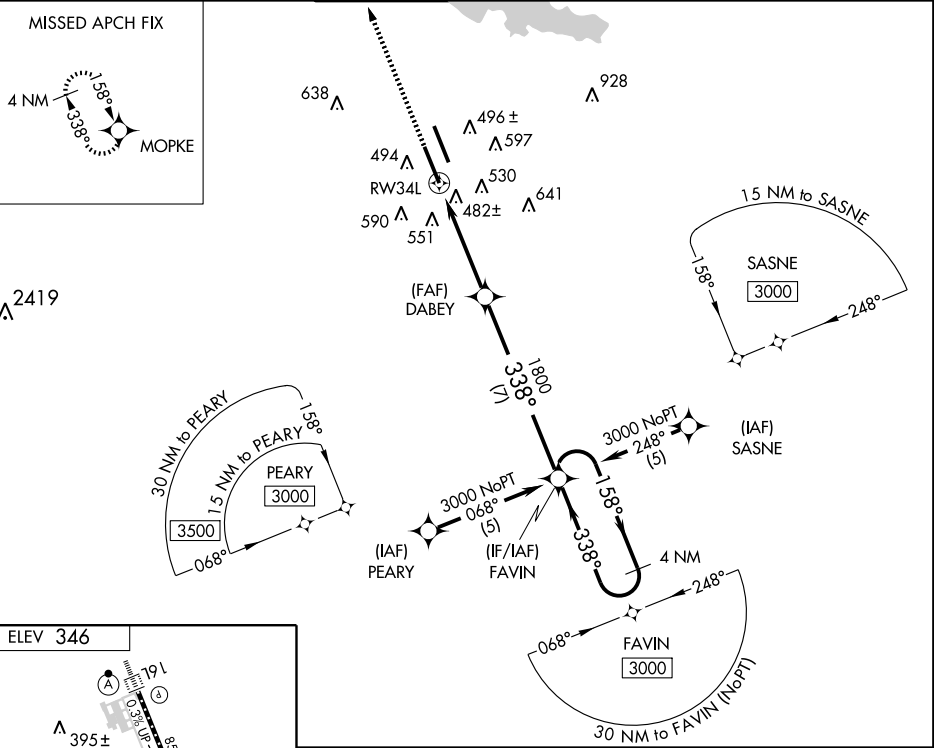 MISSED APCH FIX
4 NM
158°
338°
MOPKE
638
928
496 ±
597
494
RW34L
530
641
482±
590
551
2419
(FAF)
DABEY
15 NM to SASNE
158°
SASNE
3000
248°
1800
338°
(7)
30 NM to PEARY
158°
15 NM to PEARY
PEARY
3000
3500
068°
3000 NoPT
248°
(5)
(IAF)
SASNE
3000 NoPT
068°
(5)
(IAF)
PEARY
(IF/IAF)
FAVIN
158°
338°
4 NM
248°
068°
FAVIN
3000
30 NM to FAVIN (NoPT)
ELEV 346
A
16L
P
0.3% UP
395±